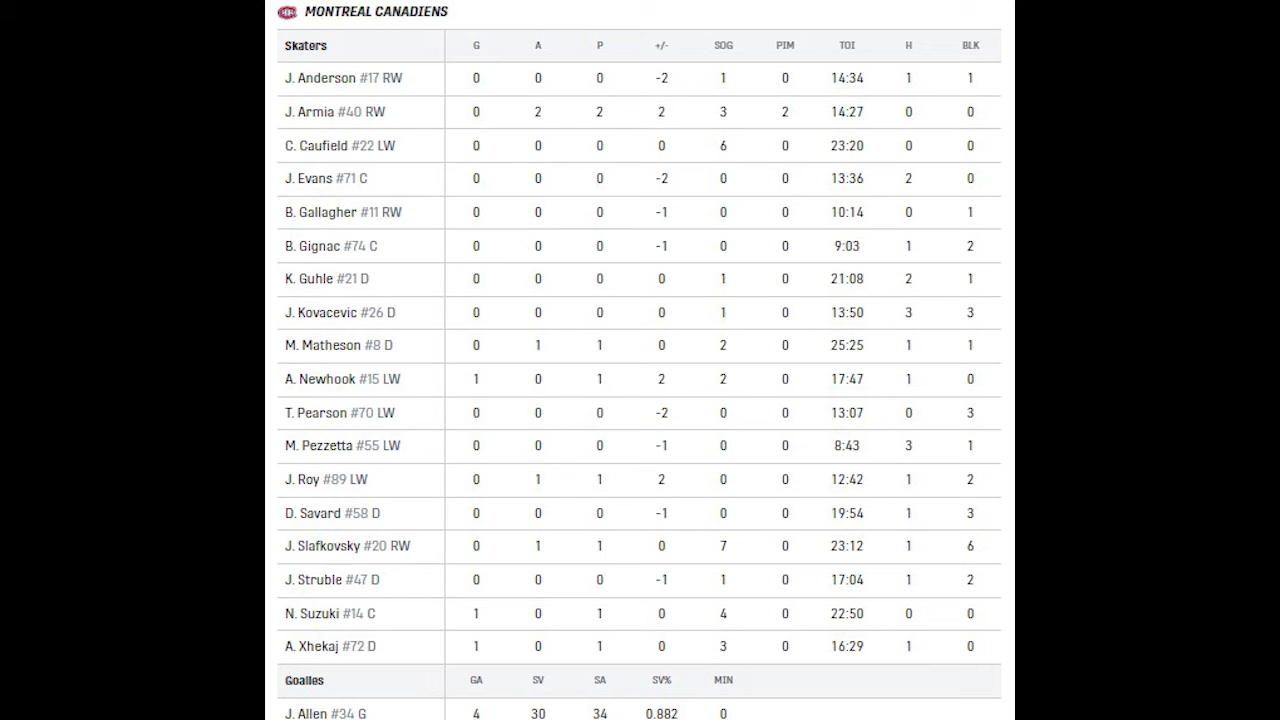 MONTREAL CANADIENS
Skaters G A P +/- SOG PIM TOI H BLK
J. Anderson #17 RW 0 0 0 -2 1 0 14:34 1 1
J. Armia #40 RW 0 2 2 2 3 2 14:27 0 0
C. Caufield #22 LW 0 0 0 0 6 0 23:20 0 0
J. Evans #71 C 0 0 0 -2 0 0 13:36 2 0
B. Gallagher #11 RW 0 0 0 -1 0 0 10:14 0 1
B. Gignac #74 C 0 0 0 -1 0 0 9:03 1 2
K. Guhle #21 D 0 0 0 0 1 0 21:08 2 1
J. Kovacevic #26 D 0 0 0 0 1 0 13:50 3 3
M. Matheson #8 D 0 1 1 0 2 0 25:25 1 1
A. Newhook #15 LW 1 0 1 2 2 0 17:47 1 0
T. Pearson #70 LW 0 0 0 -2 0 0 13:07 0 3
M. Pezzetta #55 LW 0 0 0 -1 0 0 8:43 3 1
J. Roy #89 LW 0 1 1 2 0 0 12:42 1 2
D. Savard #58 D 0 0 0 -1 0 0 19:54 1 3
J. Slafkovsky #20 RW 0 1 1 0 7 0 23:12 1 6
J. Struble #47 D 0 0 0 -1 1 0 17:04 1 2
N. Suzuki #14 C 1 0 1 0 4 0 22:50 0 0
A. Xhekaj #72 D 1 0 1 0 3 0 16:29 1 0
Goalies GA SV SA SV% MIN
J. Allen #34 G 4 30 34 0.882 0